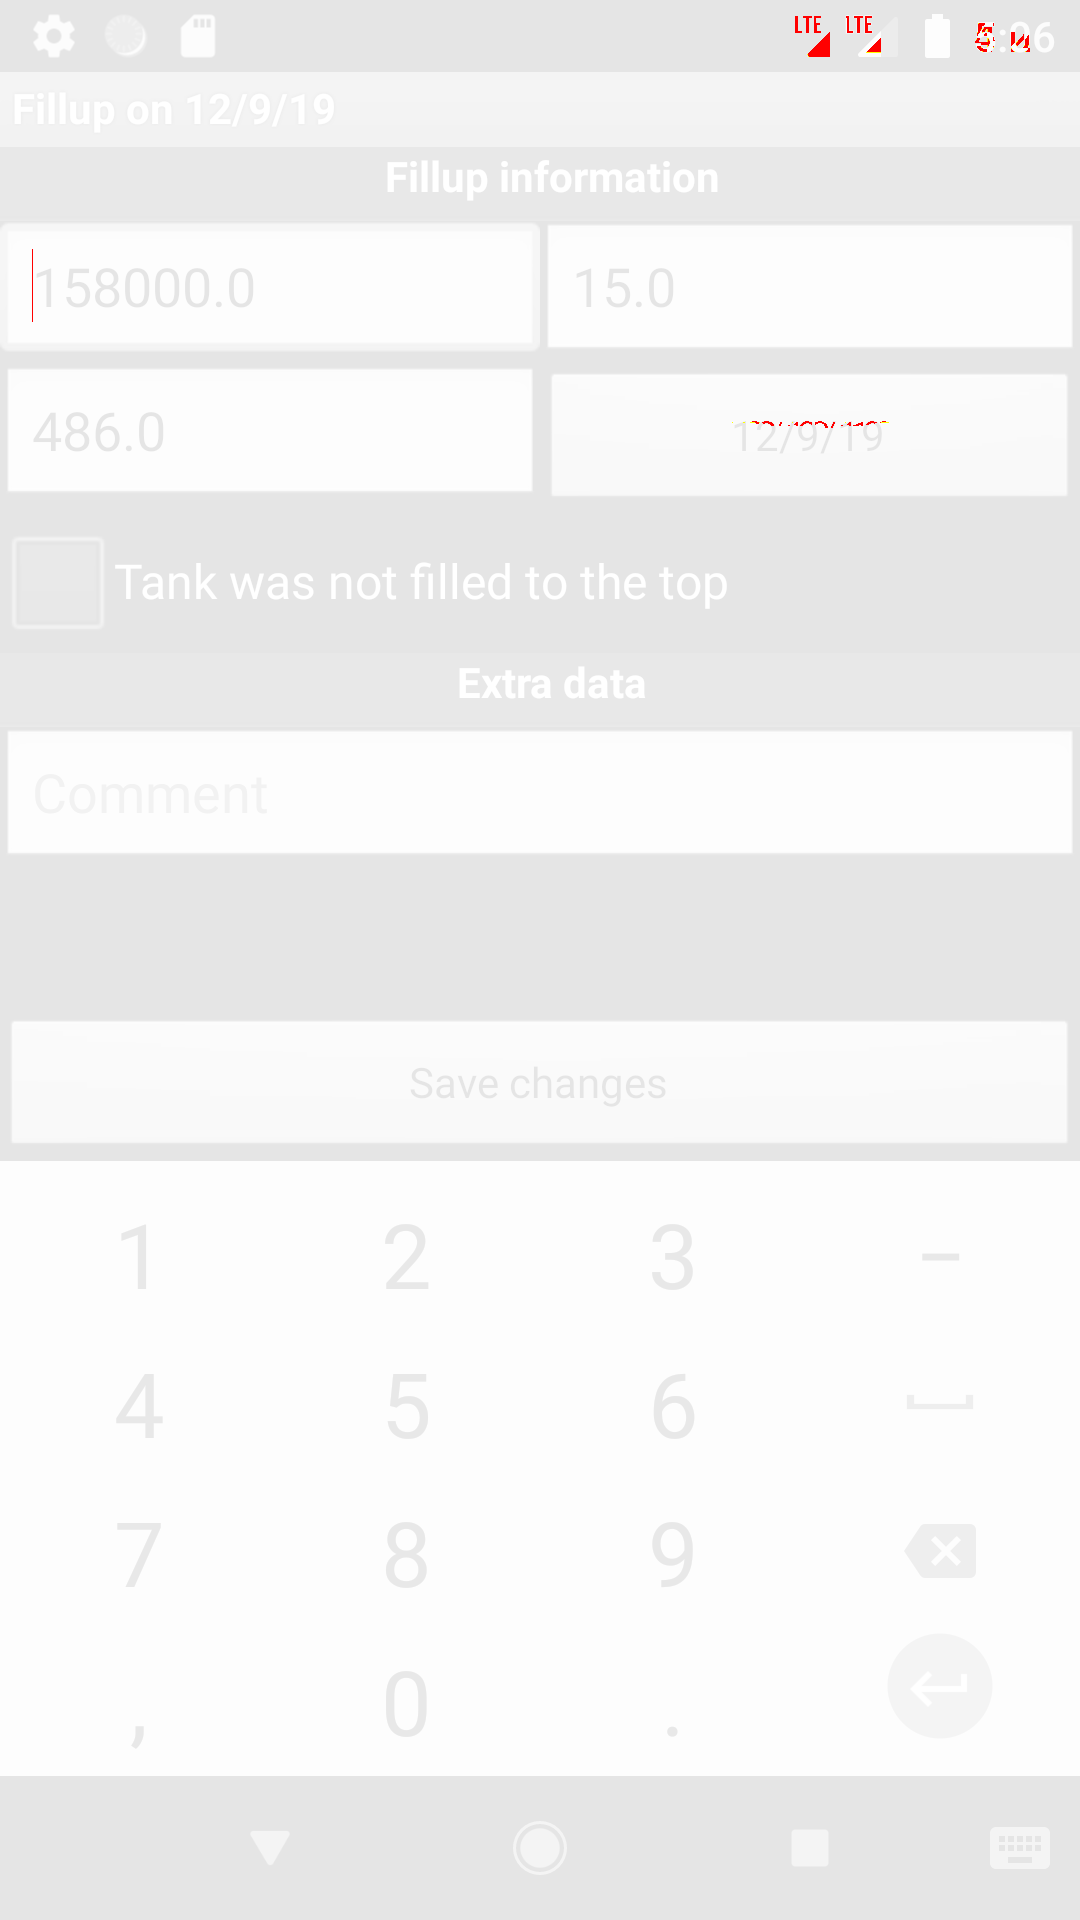 LTE LTE
Fillup on 12/9/19
Fillup information
158000.0 15.0
486.0 12/9/19
Tank was not filled to the top
Extra data
Comment
Save changes
1 2 3 –
4 5 6
7 8 9
, 0 .